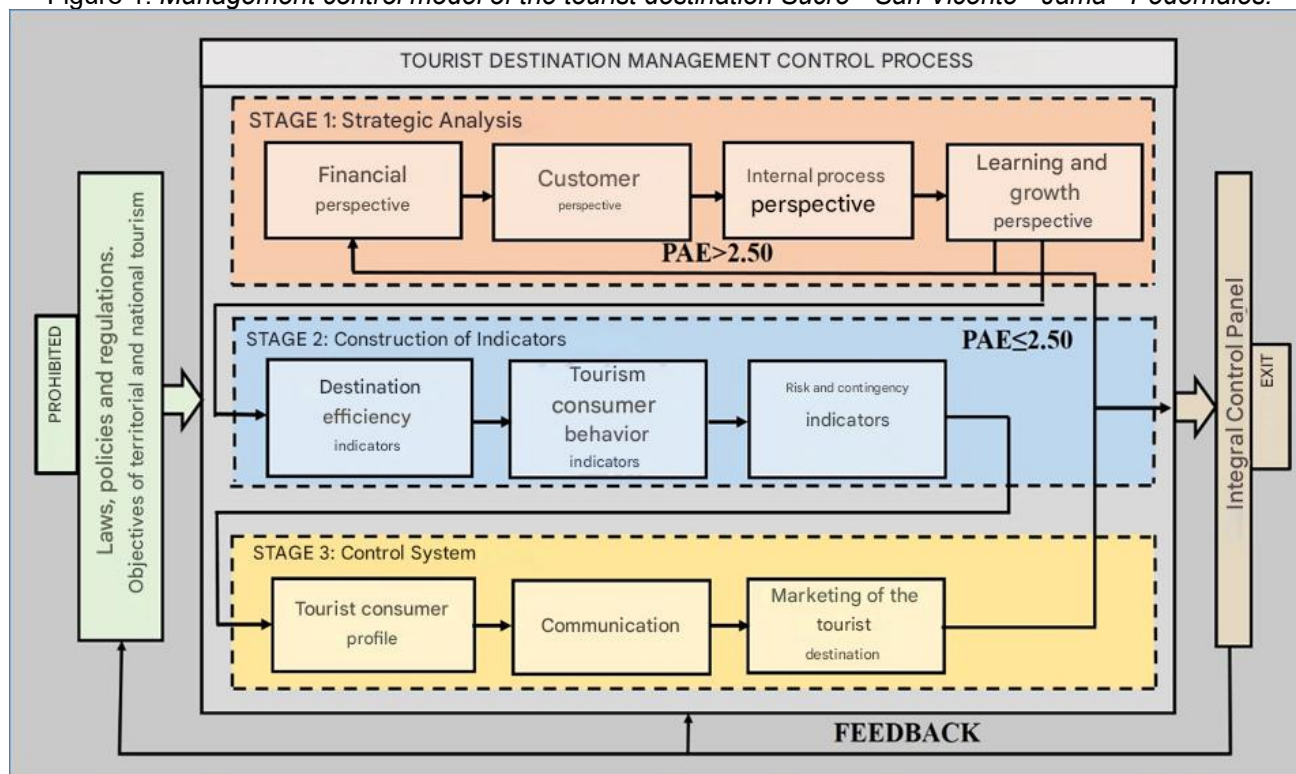 Figure 1. Management control model of the tourist destination Sucre - San Vicente - Jama - Pedernales.
TOURIST DESTINATION MANAGEMENT CONTROL PROCESS
STAGE 1: Strategic Analysis
Financial
perspective
Customer
perspective
Internal process
perspective
Learning and
growth
perspective
PAE>2.50
PROHIBITED
Laws, policies and regulations.
Objectives of territorial and national tourism
STAGE 2: Construction of Indicators
PAE≤2.50
Destination
efficiency
indicators
Tourism
consumer
behavior
indicators
Risk and contingency
indicators
STAGE 3: Control System
Tourist consumer
profile
Communication
Marketing of the
tourist
destination
Integral Control Panel
EXIT
FEEDBACK